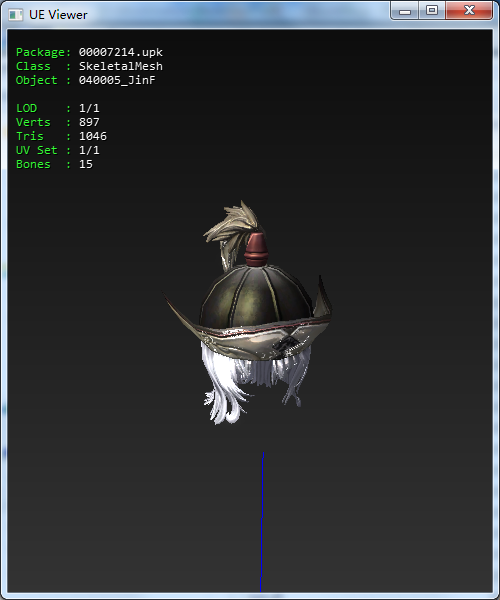 UE Viewer
Package: 00007214.upk
Class  : SkeletalMesh
Object : 040005_JinF
LOD    : 1/1
Verts  : 897
Tris   : 1046
UV Set : 1/1
Bones  : 15